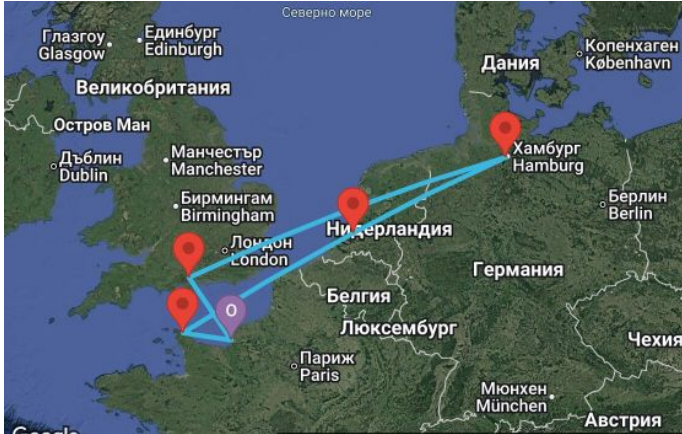 Северно море
Глазгоу
Glasgow
Единбург
Edinburgh
Копенхаген
København
Дания
Великобритания
Остров Ман
Дъблин
Dublin
Манчестър
Manchester
Хамбург
Hamburg
Бирмингам
Birmingham
Берлин
Berlin
Нидерландия
Лондон
London
Германия
Белгия
O
Люксембург
Чехия
Париж
Paris
Мюнхен
München
Австрия
Google